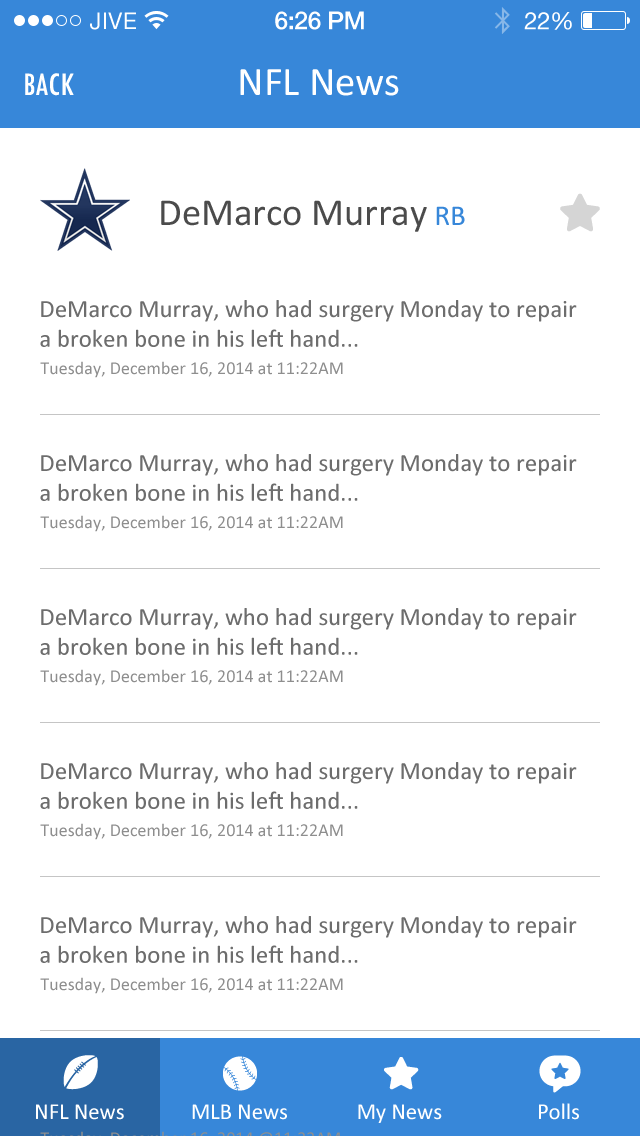 JIVE 6:26 PM 22%
BACK NFL News
DeMarco Murray RB
DeMarco Murray, who had surgery Monday to repair
a broken bone in his left hand...
Tuesday, December 16, 2014 at 11:22AM
DeMarco Murray, who had surgery Monday to repair
a broken bone in his left hand...
Tuesday, December 16, 2014 at 11:22AM
DeMarco Murray, who had surgery Monday to repair
a broken bone in his left hand...
Tuesday, December 16, 2014 at 11:22AM
DeMarco Murray, who had surgery Monday to repair
a broken bone in his left hand...
Tuesday, December 16, 2014 at 11:22AM
DeMarco Murray, who had surgery Monday to repair
a broken bone in his left hand...
Tuesday, December 16, 2014 at 11:22AM
NFL News MLB News My News Polls